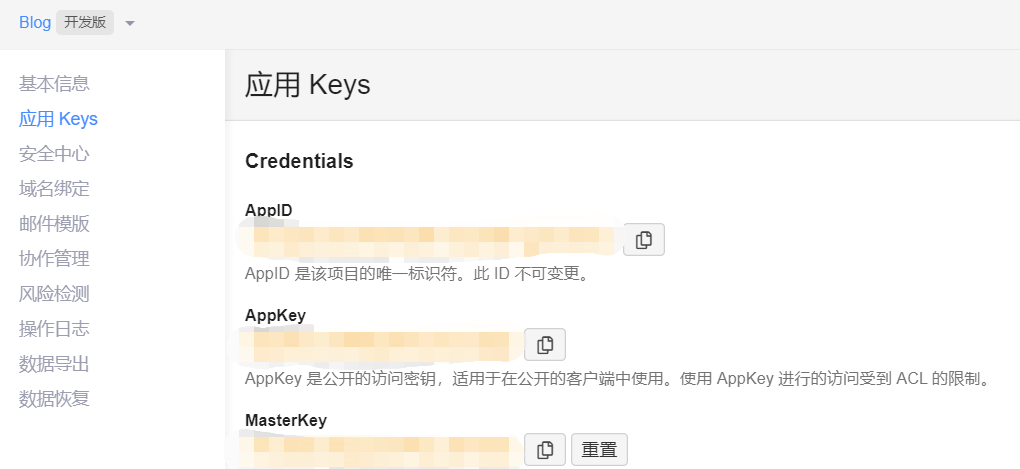 Blog 开发版
基本信息
应用 Keys
安全中心
域名绑定
邮件模版
协作管理
风险检测
操作日志
数据导出
数据恢复
应用 Keys
Credentials
AppID
AppID 是该项目的唯一标识符。此 ID 不可变更。
AppKey
AppKey 是公开的访问密钥，适用于在公开的客户端中使用。使用 AppKey 进行的访问受到 ACL 的限制。
MasterKey
重置